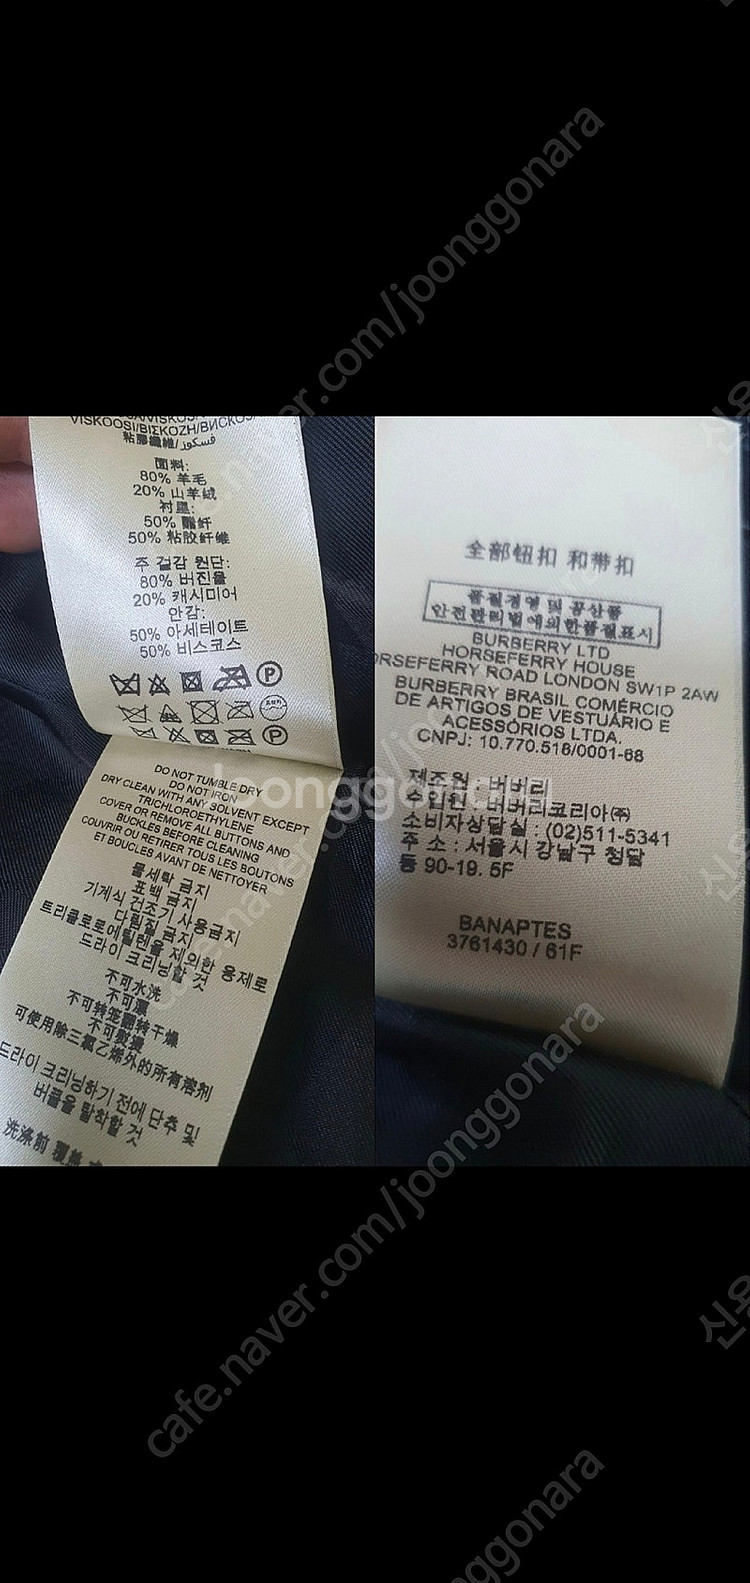 VISKOOSI/ΒΙΣΚΟΖΗ/ВИСКОЗ
粘膠纖維/فسكوز
面料:
80% 羊毛
20% 山羊绒
衬里:
50% 醋纤
50% 粘胶纤维
주 겉감 원단:
80% 버진울
20% 캐시미어
안감:
50% 아세테이트
50% 비스코스
P
P
DO NOT TUMBLE DRY
DO NOT IRON
DRY CLEAN WITH ANY SOLVENT EXCEPT
TRICHLOROETHYLENE
COVER OR REMOVE ALL BUTTONS AND
BUCKLES BEFORE CLEANING
COUVRIR OU RETIRER TOUS LES BOUTONS
ET BOUCLES AVANT DE NETTOYER
물세탁 금지
표백 금지
기계식 건조기 사용금지
다림질 금지
트리클로로에틸렌을 제외한 용제로
드라이 크리닝할 것
不可水洗
不可漂
不可转笼翻转干燥
不可熨烫
可使用除三氯乙烯外的所有溶剂
드라이 크리닝하기 전에 단추 및
버클을 탈착할 것
洗涤前 覆
全部钮扣 和带扣
품질경영 및 공산품
안전관리법에의한품질표시
BURBERRY LTD
HORSEFERRY HOUSE
ORSEFERRY ROAD LONDON SW1P 2AW
BURBERRY BRASIL COMÉRCIO
DE ARTIGOS DE VESTUÁRIO E
ACESSÓRIOS LTDA.
CNPJ: 10.770.518/0001-68
제조원 : 버버리
수입원 : 버버리코리아㈜
소비자상담실 : (02)511-5341
주 소 : 서울시 강남구 청담
동 90-19. 5F
BANAPTES
3761430 / 61F
joonggonara
cafe.naver.com/joonggonara
cafe.naver.com/joonggonara